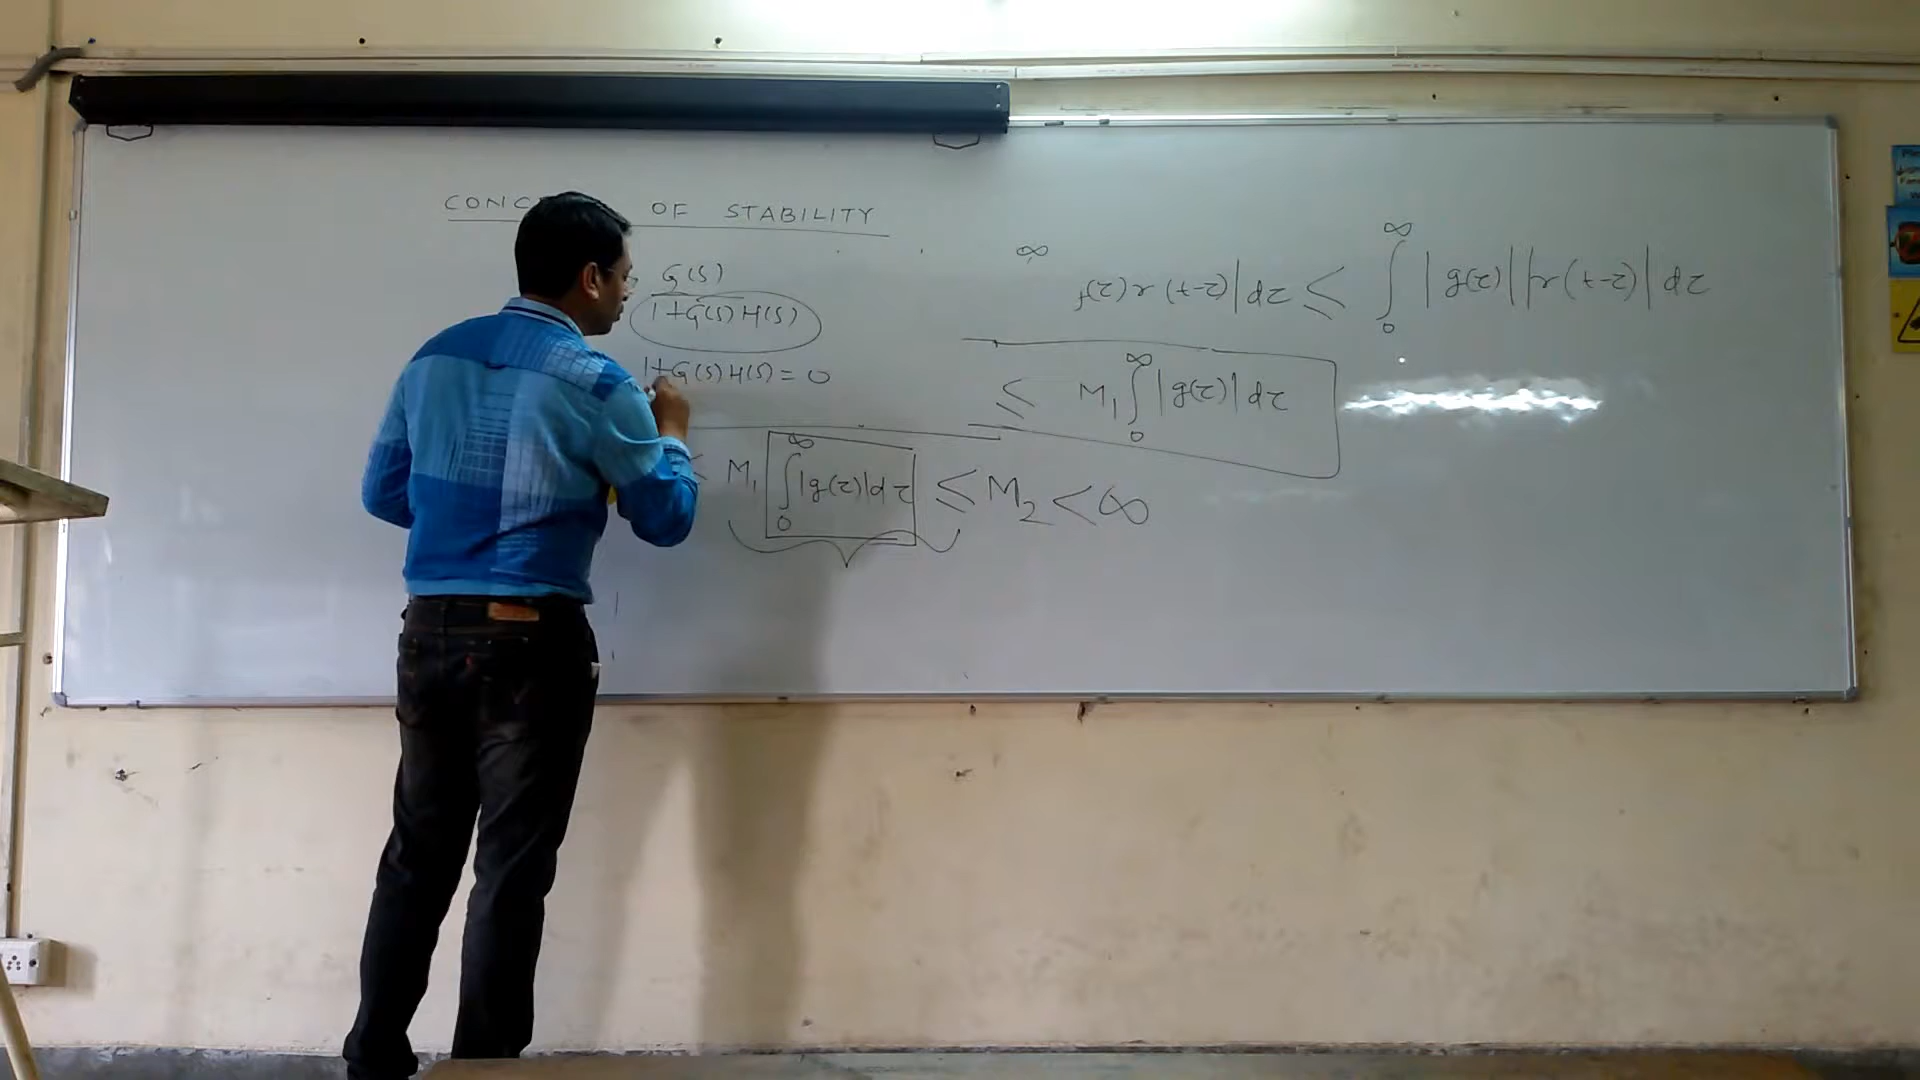 CONC OF STABILITY
G(S)
1+G(S)H(S)
1+G(S)H(S) = 0
≤ M₁ ∫₀^∞ |g(τ)|dτ ≤ M₂ < ∞
∞
(τ)r(t-τ)|dτ ≤ ∫₀^∞ |g(τ)||r(t-τ)|dτ
≤ M₁ ∫₀^∞ |g(τ)|dτ